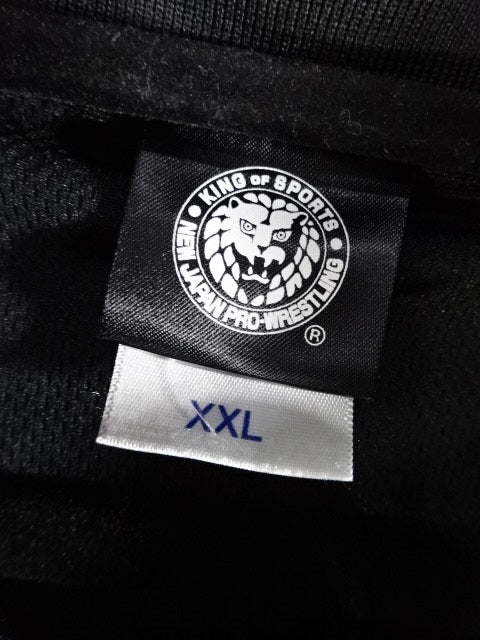 KING OF SPORTS
NEW JAPAN PRO-WRESTLING
®
XXL